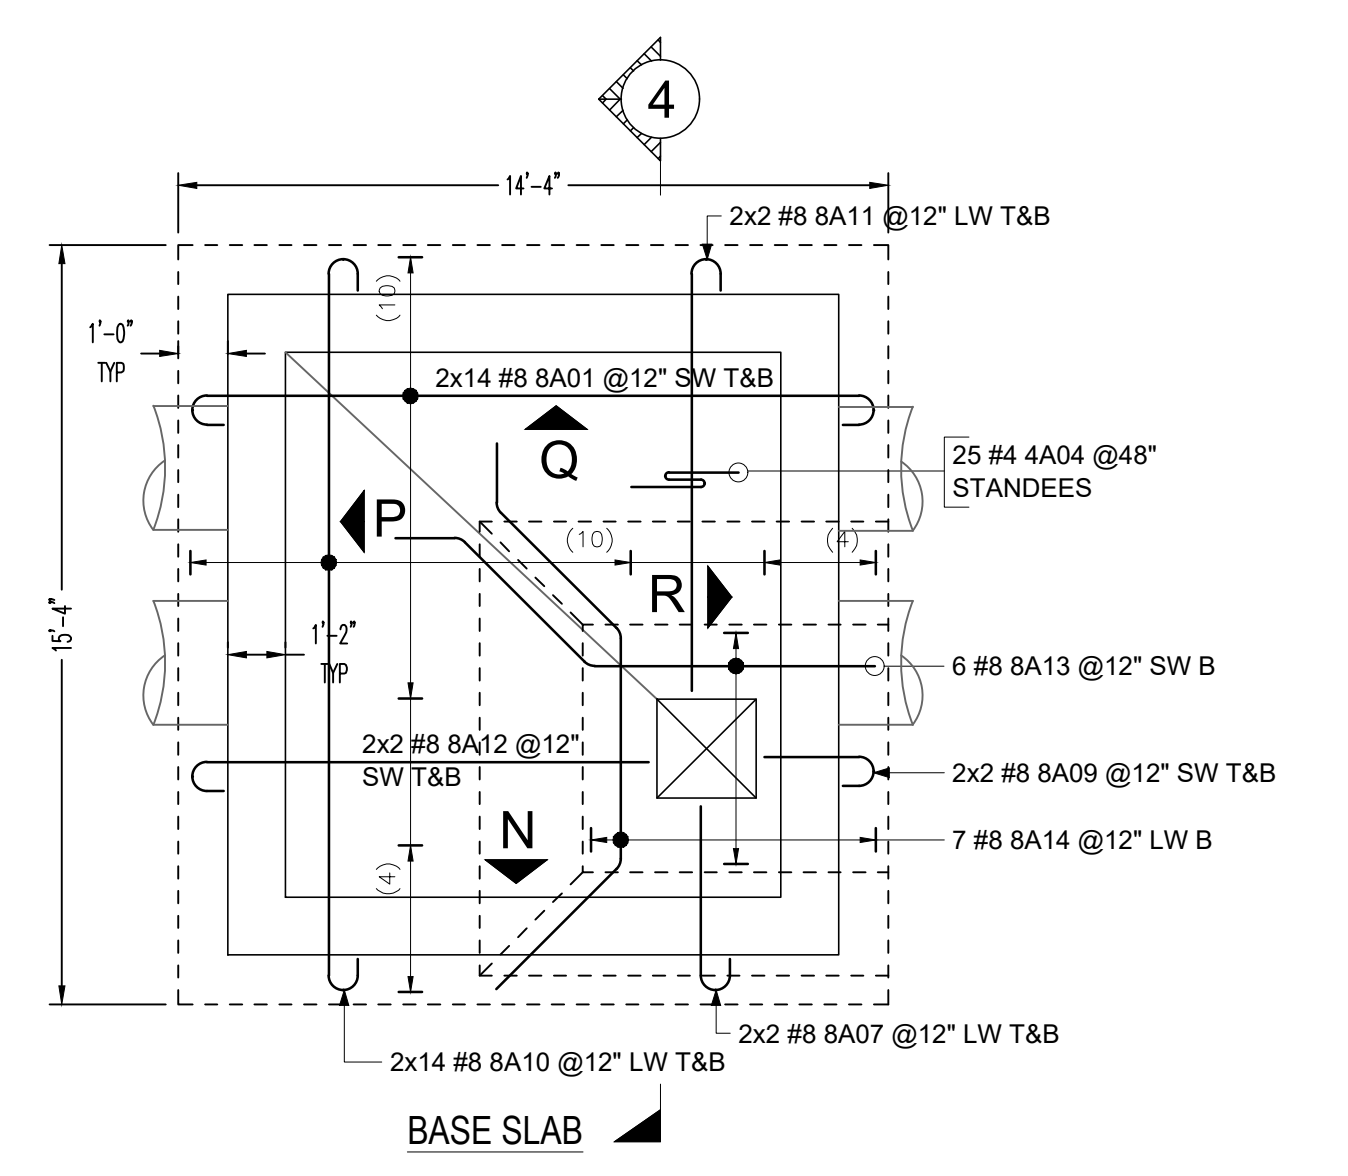 4
14'-4"
2x2 #8 8A11 @12" LW T&B
(10)
1'-0"
TYP
2x14 #8 8A01 @12" SW T&B
Q
25 #4 4A04 @48"
STANDEES
P
(10)
(4)
R
15'-4"
1'-2"
TYP
6 #8 8A13 @12" SW B
2x2 #8 8A12 @12"
SW T&B
2x2 #8 8A09 @12" SW T&B
N
7 #8 8A14 @12" LW B
(4)
2x2 #8 8A07 @12" LW T&B
2x14 #8 8A10 @12" LW T&B
BASE SLAB